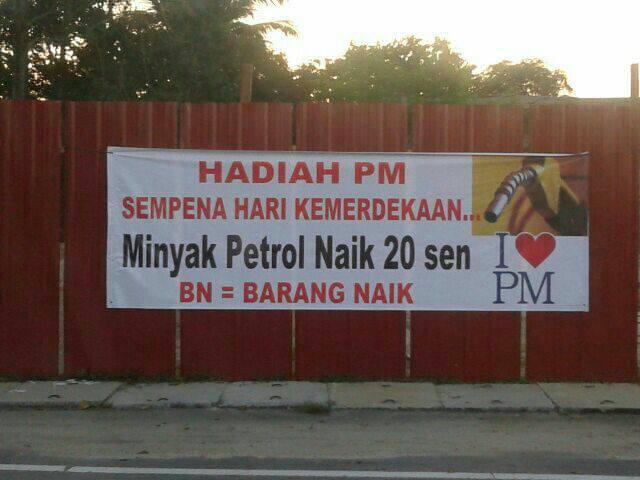 HADIAH PM
SEMPENA HARI KEMERDEKAAN...
Minyak Petrol Naik 20 sen
BN = BARANG NAIK
I ❤ PM